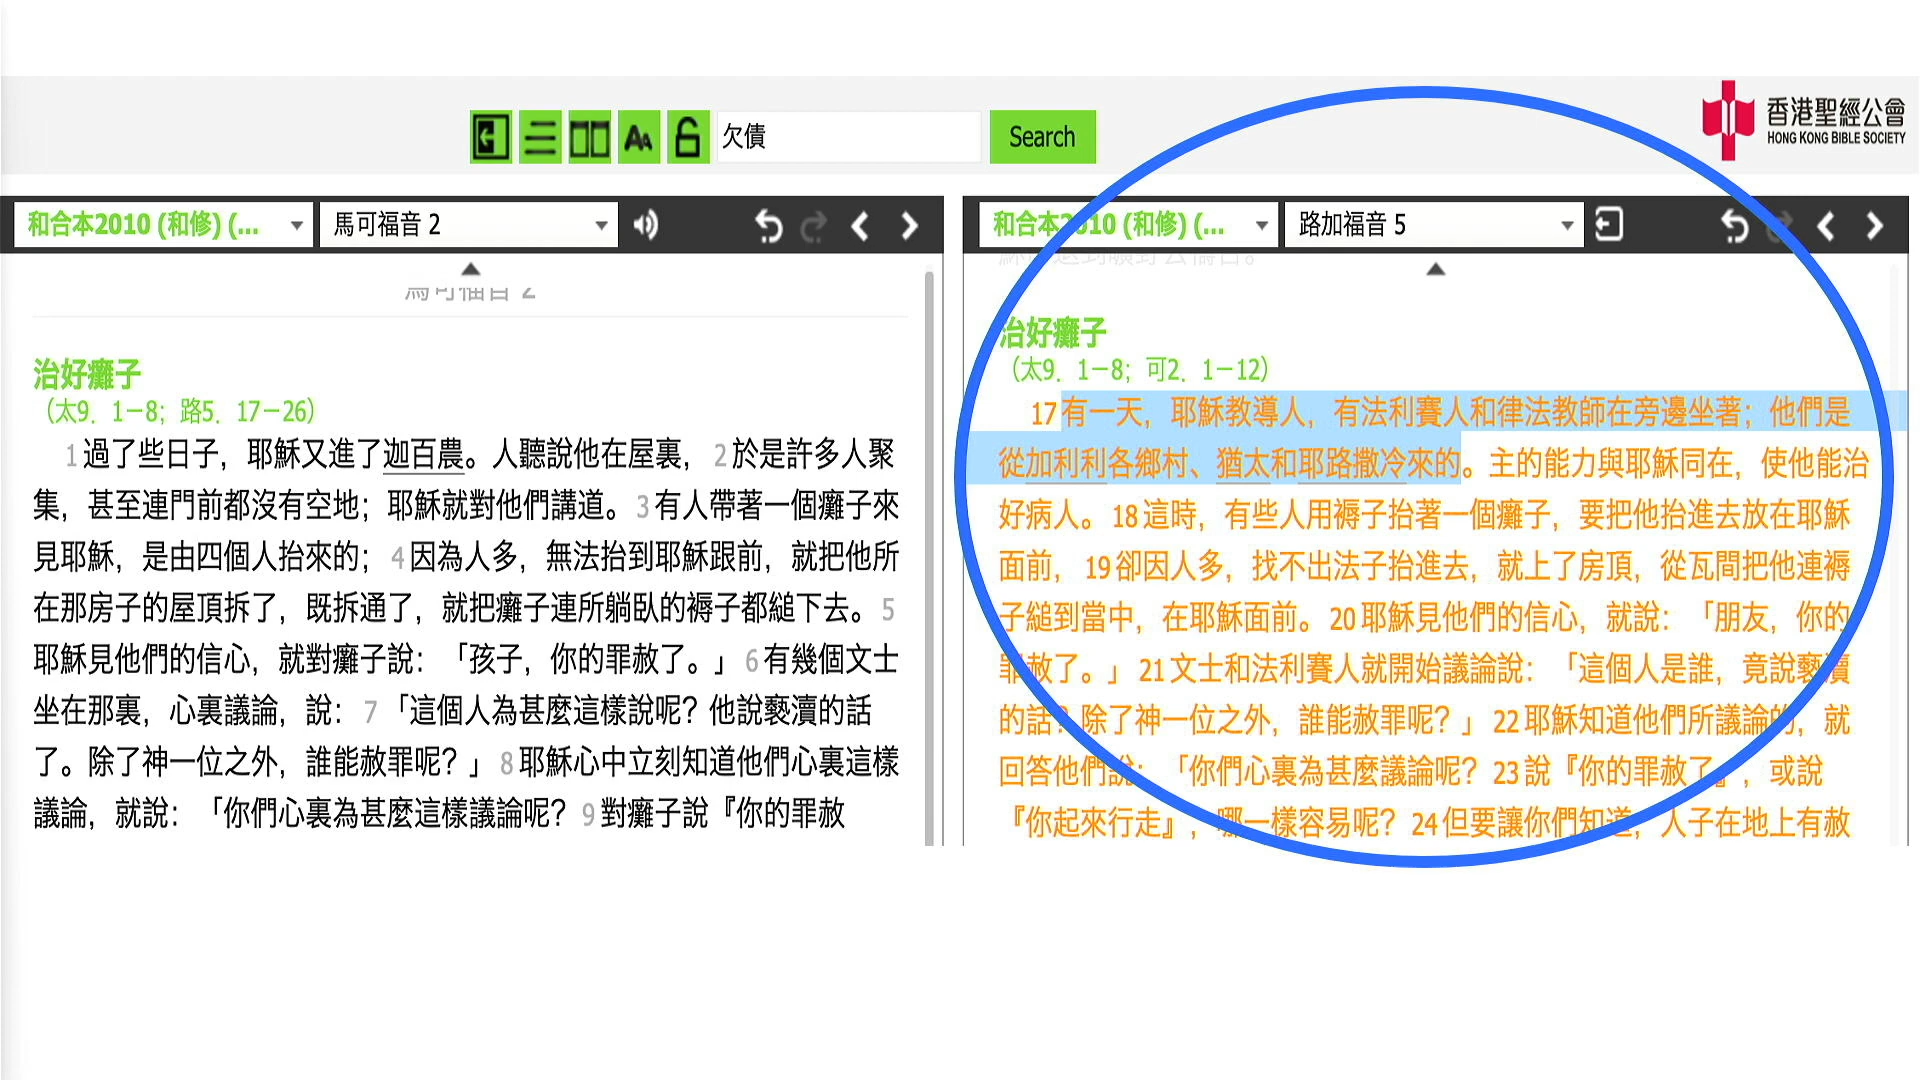 欠債
Search
香港聖經公會
HONG KONG BIBLE SOCIETY
和合本2010 (和修) (...
馬可福音 2
馬可福音 2
治好癱子
（太9．1－8；路5．17－26）
1過了些日子，耶穌又進了迦百農。人聽說他在屋裏，2於是許多人聚
集，甚至連門前都沒有空地；耶穌就對他們講道。3有人帶著一個癱子來
見耶穌，是由四個人抬來的；4因為人多，無法抬到耶穌跟前，就把他所
在那房子的屋頂拆了，既拆通了，就把癱子連所躺臥的褥子都縋下去。5
耶穌見他們的信心，就對癱子說：「孩子，你的罪赦了。」6有幾個文士
坐在那裏，心裏議論，說：7「這個人為甚麼這樣說呢？他說褻瀆的話
了。除了神一位之外，誰能赦罪呢？」8耶穌心中立刻知道他們心裏這樣
議論，就說：「你們心裏為甚麼這樣議論呢？9對癱子說『你的罪赦
和合本2010 (和修) (...
路加福音 5
治好癱子
（太9．1－8；可2．1－12）
17有一天，耶穌教導人，有法利賽人和律法教師在旁邊坐著；他們是
從加利利各鄉村、猶太和耶路撒冷來的。主的能力與耶穌同在，使他能治
好病人。18這時，有些人用褥子抬著一個癱子，要把他抬進去放在耶穌
面前，19卻因人多，找不出法子抬進去，就上了房頂，從瓦間把他連褥
子縋到當中，在耶穌面前。20耶穌見他們的信心，就說：「朋友，你的
罪赦了。」21文士和法利賽人就開始議論說：「這個人是誰，竟說褻瀆
的話？除了神一位之外，誰能赦罪呢？」22耶穌知道他們所議論的，就
回答他們說：「你們心裏為甚麼議論呢？23說『你的罪赦了』，或說
『你起來行走』，哪一樣容易呢？24但要讓你們知道，人子在地上有赦